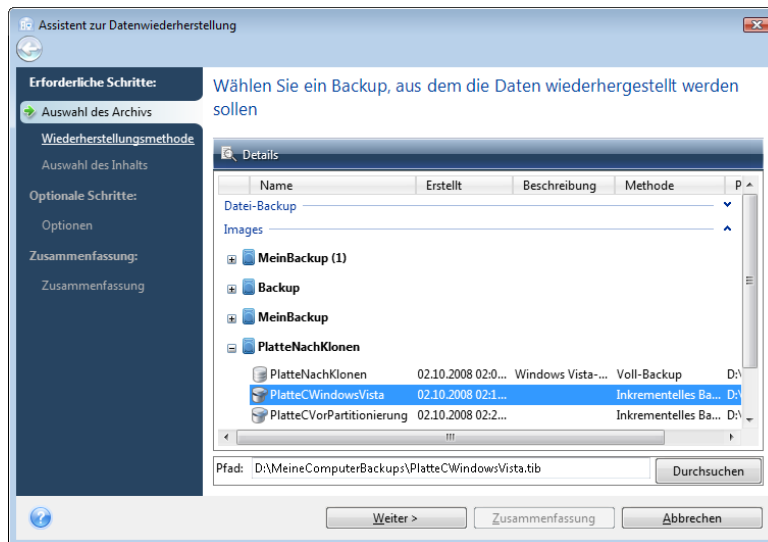 Assistent zur Datenwiederherstellung
Erforderliche Schritte:
Auswahl des Archivs
Wiederherstellungsmethode
Auswahl des Inhalts
Optionale Schritte:
Optionen
Zusammenfassung:
Zusammenfassung
Wählen Sie ein Backup, aus dem die Daten wiederhergestellt werden
sollen
Details
Name Erstellt Beschreibung Methode P
Datei-Backup
Images
MeinBackup (1)
Backup
MeinBackup
PlatteNachKlonen
PlatteNachKlonen 02.10.2008 02:0... Windows Vista-... Voll-Backup D:\
PlatteCWindowsVista 02.10.2008 02:1... Inkrementelles Ba... D:\
PlatteCVorPartitionierung 02.10.2008 02:2... Inkrementelles Ba... D:\
Pfad: D:\MeineComputerBackups\PlatteCWindowsVista.tib Durchsuchen
Weiter > Zusammenfassung Abbrechen